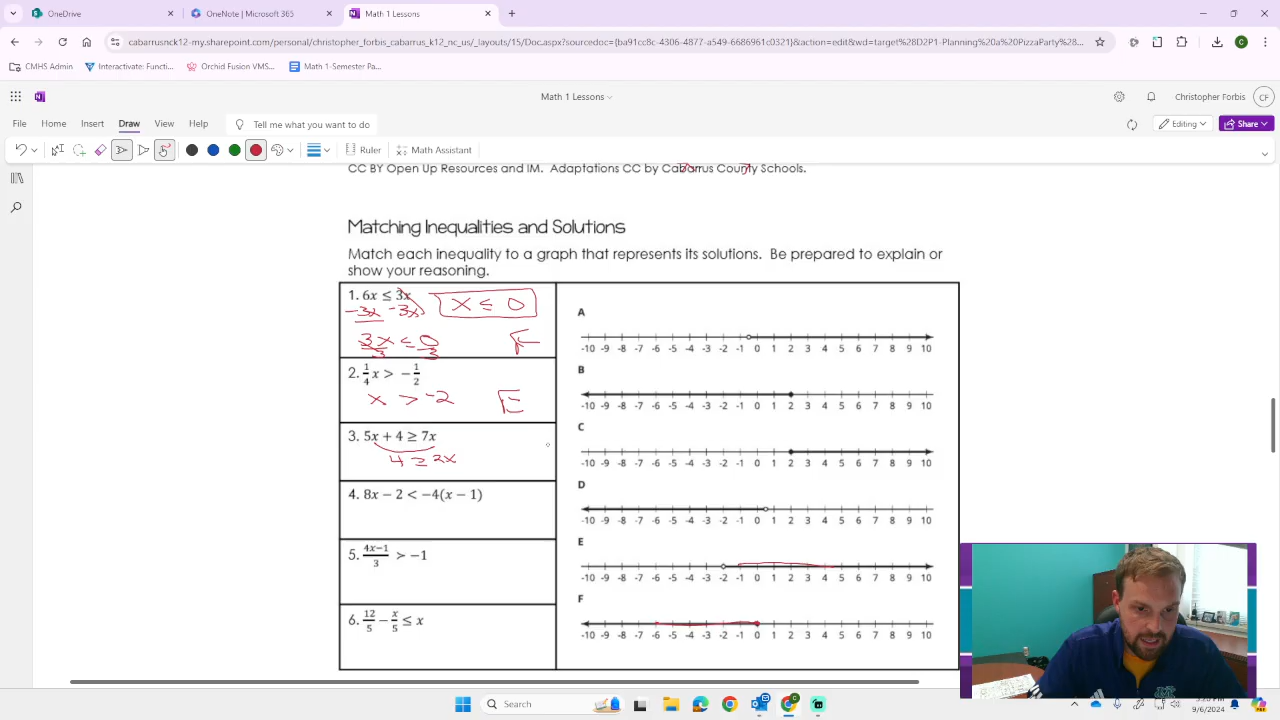 OneDrive
OneNote | Microsoft 365
Math 1 Lessons
cabarrusnck12-my.sharepoint.com/personal/christopher_forbis_cabarrus_k12_nc_us/_layouts/15/Doc.aspx?sourcedoc={ba91cc8c-4306-4877-a549-6686961c0321}&action=edit&wd=target%28D2P1-Planning%20a%20PizzaParty%...
CMHS Admin
Interactivate: Functi...
Orchid Fusion VMS...
Math 1-Semester Pa...
Math 1 Lessons
Christopher Forbis CF
File Home Insert Draw View Help Tell me what you want to do
Editing Share
Ruler Math Assistant
CC BY Open Up Resources and IM. Adaptations CC by Cabarrus County Schools.
Matching Inequalities and Solutions
Match each inequality to a graph that represents its solutions. Be prepared to explain or
show your reasoning.
1. 6x ≤ 3x
-3x -3x
x ≤ 0
3x ≤ 0
3 3
F
2. 1/4 x > -1/2
x > -2 E
3. 5x + 4 ≥ 7x
4 ≥ 2x
4. 8x − 2 < −4(x − 1)
5. 4x−1/3 > −1
6. 12/5 − x/5 ≤ x
A
-10 -9 -8 -7 -6 -5 -4 -3 -2 -1 0 1 2 3 4 5 6 7 8 9 10
B
-10 -9 -8 -7 -6 -5 -4 -3 -2 -1 0 1 2 3 4 5 6 7 8 9 10
C
-10 -9 -8 -7 -6 -5 -4 -3 -2 -1 0 1 2 3 4 5 6 7 8 9 10
D
-10 -9 -8 -7 -6 -5 -4 -3 -2 -1 0 1 2 3 4 5 6 7 8 9 10
E
-10 -9 -8 -7 -6 -5 -4 -3 -2 -1 0 1 2 3 4 5 6 7 8 9 10
F
-10 -9 -8 -7 -6 -5 -4 -3 -2 -1 0 1 2 3 4 5 6 7 8 9 10
Search
9/6/2024